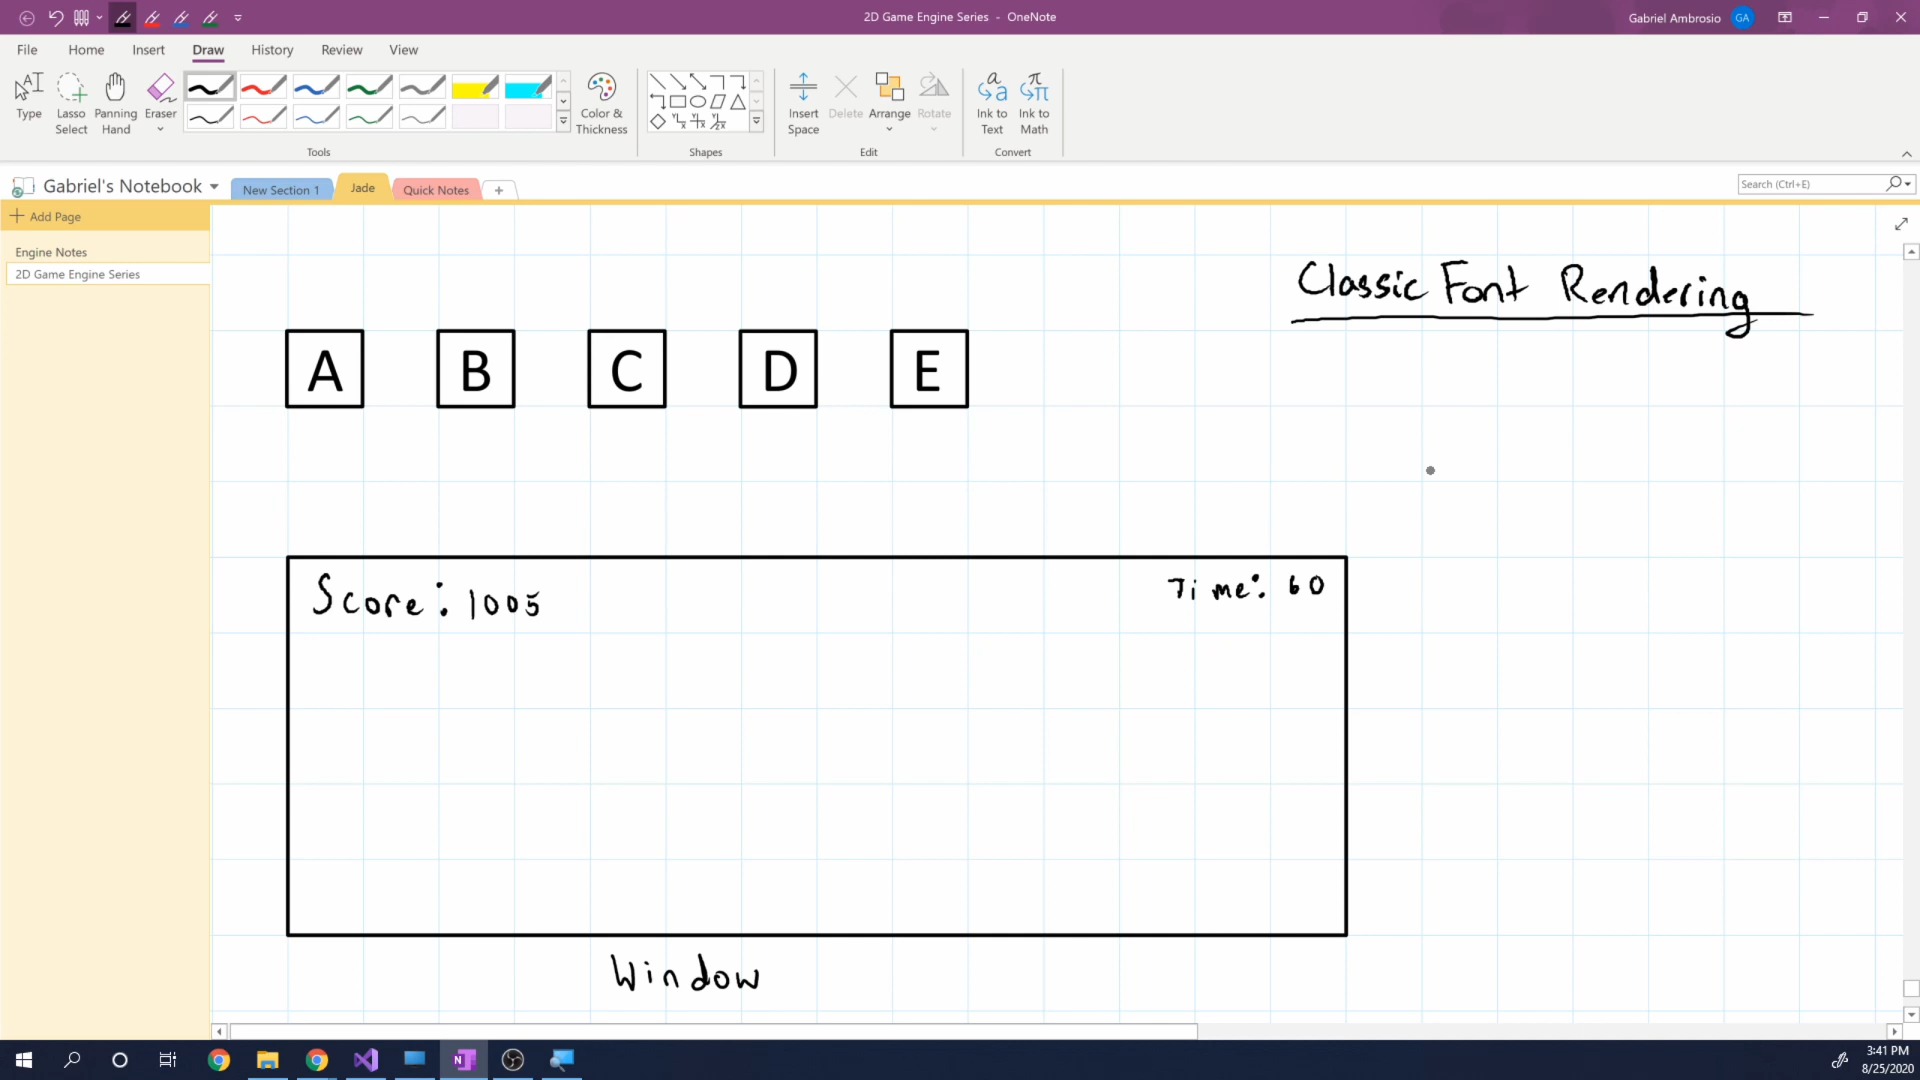 2D Game Engine Series - OneNote
Gabriel Ambrosio GA
File Home Insert Draw History Review View
Type
Lasso Select
Panning Hand
Eraser
Color & Thickness
Insert Space
Delete
Arrange
Rotate
Ink to Text
Ink to Math
Tools
Shapes
Edit
Convert
Gabriel's Notebook
New Section 1
Jade
Quick Notes
Search (Ctrl+E)
Add Page
Engine Notes
2D Game Engine Series
Classic Font Rendering
A B C D E
Score: 1005
Time: 60
Window
3:41 PM
8/25/2020